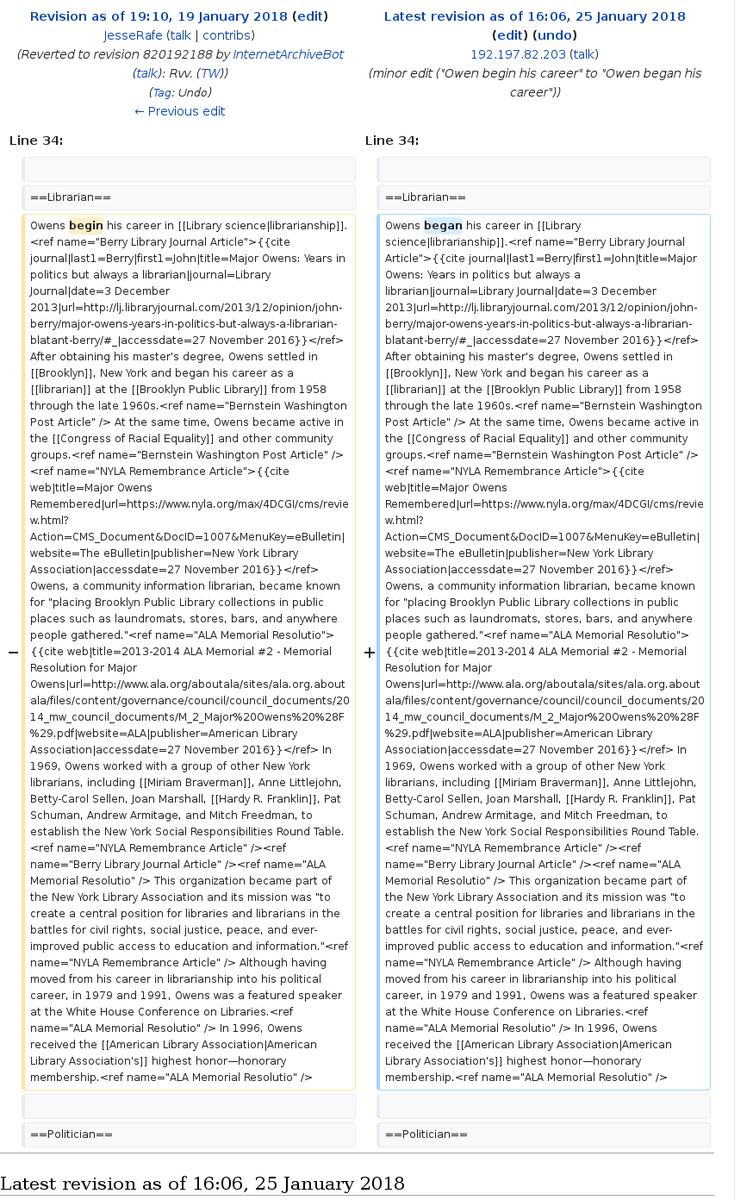 Revision as of 19:10, 19 January 2018 (edit)
JesseRafe (talk | contribs)
(Reverted to revision 820192188 by InternetArchiveBot
(talk): Rvv. (TW))
(Tag: Undo)
← Previous edit
Latest revision as of 16:06, 25 January 2018
(edit) (undo)
192.197.82.203 (talk)
(minor edit ("Owen begin his career" to "Owen began his
career"))
Line 34:
Line 34:
==Librarian==
==Librarian==
−
Owens begin his career in [[Library science|librarianship]].
<ref name="Berry Library Journal Article">{{cite
journal|last1=Berry|first1=John|title=Major Owens: Years in
politics but always a librarian|journal=Library
Journal|date=3 December
2013|url=http://lj.libraryjournal.com/2013/12/opinion/john-
berry/major-owens-years-in-politics-but-always-a-librarian-
blatant-berry/#_|accessdate=27 November 2016}}</ref>
After obtaining his master's degree, Owens settled in
[[Brooklyn]], New York and began his career as a
[[librarian]] at the [[Brooklyn Public Library]] from 1958
through the late 1960s.<ref name="Bernstein Washington
Post Article" /> At the same time, Owens became active in
the [[Congress of Racial Equality]] and other community
groups.<ref name="Bernstein Washington Post Article" />
<ref name="NYLA Remembrance Article">{{cite
web|title=Major Owens
Remembered|url=https://www.nyla.org/max/4DCGI/cms/revie
w.html?
Action=CMS_Document&DocID=1007&MenuKey=eBulletin|
website=The eBulletin|publisher=New York Library
Association|accessdate=27 November 2016}}</ref>
Owens, a community information librarian, became known
for "placing Brooklyn Public Library collections in public
places such as laundromats, stores, bars, and anywhere
people gathered."<ref name="ALA Memorial Resolutio">
{{cite web|title=2013-2014 ALA Memorial #2 - Memorial
Resolution for Major
Owens|url=http://www.ala.org/aboutala/sites/ala.org.about
ala/files/content/governance/council/council_documents/20
14_mw_council_documents/M_2_Major%20Owens%20%28F
%29.pdf|website=ALA|publisher=American Library
Association|accessdate=27 November 2016}}</ref> In
1969, Owens worked with a group of other New York
librarians, including [[Miriam Braverman]], Anne Littlejohn,
Betty-Carol Sellen, Joan Marshall, [[Hardy R. Franklin]], Pat
Schuman, Andrew Armitage, and Mitch Freedman, to
establish the New York Social Responsibilities Round Table.
<ref name="NYLA Remembrance Article" /><ref
name="Berry Library Journal Article" /><ref name="ALA
Memorial Resolutio" /> This organization became part of
the New York Library Association and its mission was "to
create a central position for libraries and librarians in the
battles for civil rights, social justice, peace, and ever-
improved public access to education and information."<ref
name="NYLA Remembrance Article" /> Although having
moved from his career in librarianship into his political
career, in 1979 and 1991, Owens was a featured speaker
at the White House Conference on Libraries.<ref
name="ALA Memorial Resolutio" /> In 1996, Owens
received the [[American Library Association|American
Library Association's]] highest honor—honorary
membership.<ref name="ALA Memorial Resolutio" />
+
Owens began his career in [[Library
science|librarianship]].<ref name="Berry Library Journal
Article">{{cite journal|last1=Berry|first1=John|title=Major
Owens: Years in politics but always a
librarian|journal=Library Journal|date=3 December
2013|url=http://lj.libraryjournal.com/2013/12/opinion/john-
berry/major-owens-years-in-politics-but-always-a-librarian-
blatant-berry/#_|accessdate=27 November 2016}}</ref>
After obtaining his master's degree, Owens settled in
[[Brooklyn]], New York and began his career as a
[[librarian]] at the [[Brooklyn Public Library]] from 1958
through the late 1960s.<ref name="Bernstein Washington
Post Article" /> At the same time, Owens became active in
the [[Congress of Racial Equality]] and other community
groups.<ref name="Bernstein Washington Post Article" />
<ref name="NYLA Remembrance Article">{{cite
web|title=Major Owens
Remembered|url=https://www.nyla.org/max/4DCGI/cms/revie
w.html?
Action=CMS_Document&DocID=1007&MenuKey=eBulletin|
website=The eBulletin|publisher=New York Library
Association|accessdate=27 November 2016}}</ref>
Owens, a community information librarian, became known
for "placing Brooklyn Public Library collections in public
places such as laundromats, stores, bars, and anywhere
people gathered."<ref name="ALA Memorial Resolutio">
{{cite web|title=2013-2014 ALA Memorial #2 - Memorial
Resolution for Major
Owens|url=http://www.ala.org/aboutala/sites/ala.org.about
ala/files/content/governance/council/council_documents/20
14_mw_council_documents/M_2_Major%20Owens%20%28F
%29.pdf|website=ALA|publisher=American Library
Association|accessdate=27 November 2016}}</ref> In
1969, Owens worked with a group of other New York
librarians, including [[Miriam Braverman]], Anne Littlejohn,
Betty-Carol Sellen, Joan Marshall, [[Hardy R. Franklin]], Pat
Schuman, Andrew Armitage, and Mitch Freedman, to
establish the New York Social Responsibilities Round Table.
<ref name="NYLA Remembrance Article" /><ref
name="Berry Library Journal Article" /><ref name="ALA
Memorial Resolutio" /> This organization became part of
the New York Library Association and its mission was "to
create a central position for libraries and librarians in the
battles for civil rights, social justice, peace, and ever-
improved public access to education and information."<ref
name="NYLA Remembrance Article" /> Although having
moved from his career in librarianship into his political
career, in 1979 and 1991, Owens was a featured speaker
at the White House Conference on Libraries.<ref
name="ALA Memorial Resolutio" /> In 1996, Owens
received the [[American Library Association|American
Library Association's]] highest honor—honorary
membership.<ref name="ALA Memorial Resolutio" />
==Politician==
==Politician==
Latest revision as of 16:06, 25 January 2018